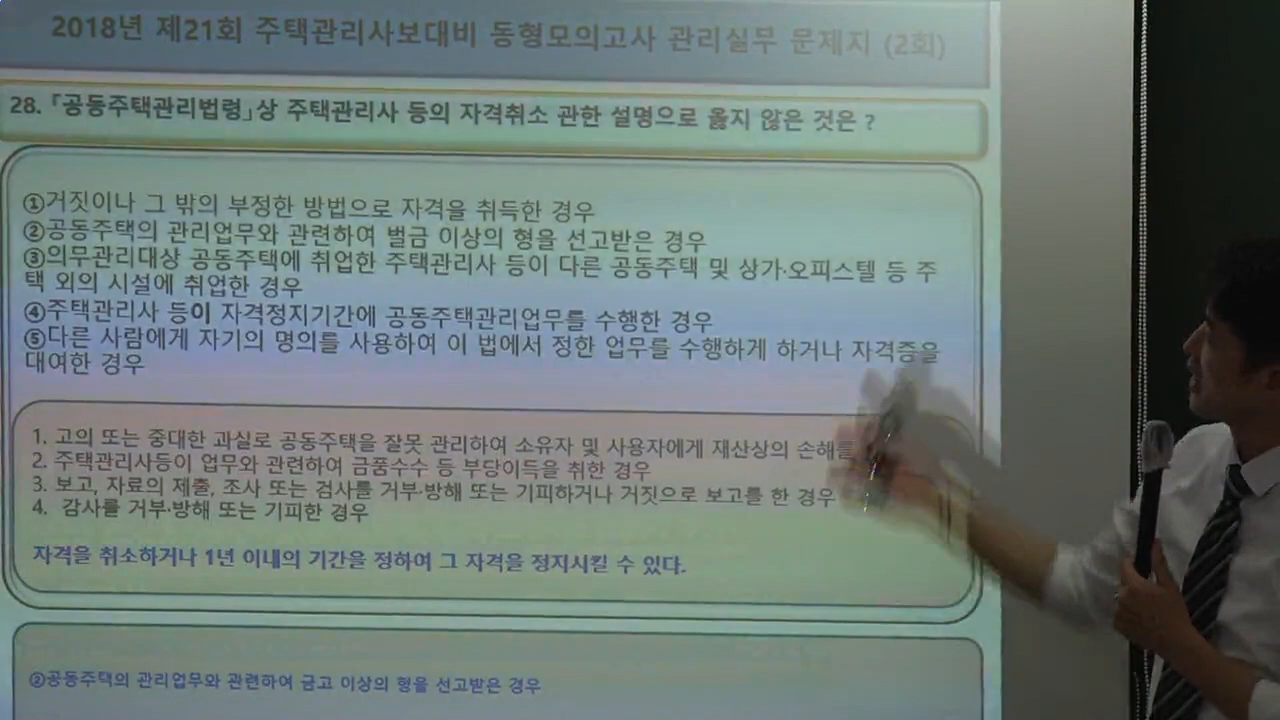 2018년 제21회 주택관리사보대비 동형모의고사 관리실무 문제지 (2회)
28. 「공동주택관리법령」상 주택관리사 등의 자격취소 관한 설명으로 옳지 않은 것은 ?
①거짓이나 그 밖의 부정한 방법으로 자격을 취득한 경우
②공동주택의 관리업무와 관련하여 벌금 이상의 형을 선고받은 경우
③의무관리대상 공동주택에 취업한 주택관리사 등이 다른 공동주택 및 상가·오피스텔 등 주
택 외의 시설에 취업한 경우
④주택관리사 등이 자격정지기간에 공동주택관리업무를 수행한 경우
⑤다른 사람에게 자기의 명의를 사용하여 이 법에서 정한 업무를 수행하게 하거나 자격증을
대여한 경우
1. 고의 또는 중대한 과실로 공동주택을 잘못 관리하여 소유자 및 사용자에게 재산상의 손해를
2. 주택관리사등이 업무와 관련하여 금품수수 등 부당이득을 취한 경우
3. 보고, 자료의 제출, 조사 또는 검사를 거부·방해 또는 기피하거나 거짓으로 보고를 한 경우
4. 감사를 거부·방해 또는 기피한 경우
자격을 취소하거나 1년 이내의 기간을 정하여 그 자격을 정지시킬 수 있다.
②공동주택의 관리업무와 관련하여 금고 이상의 형을 선고받은 경우